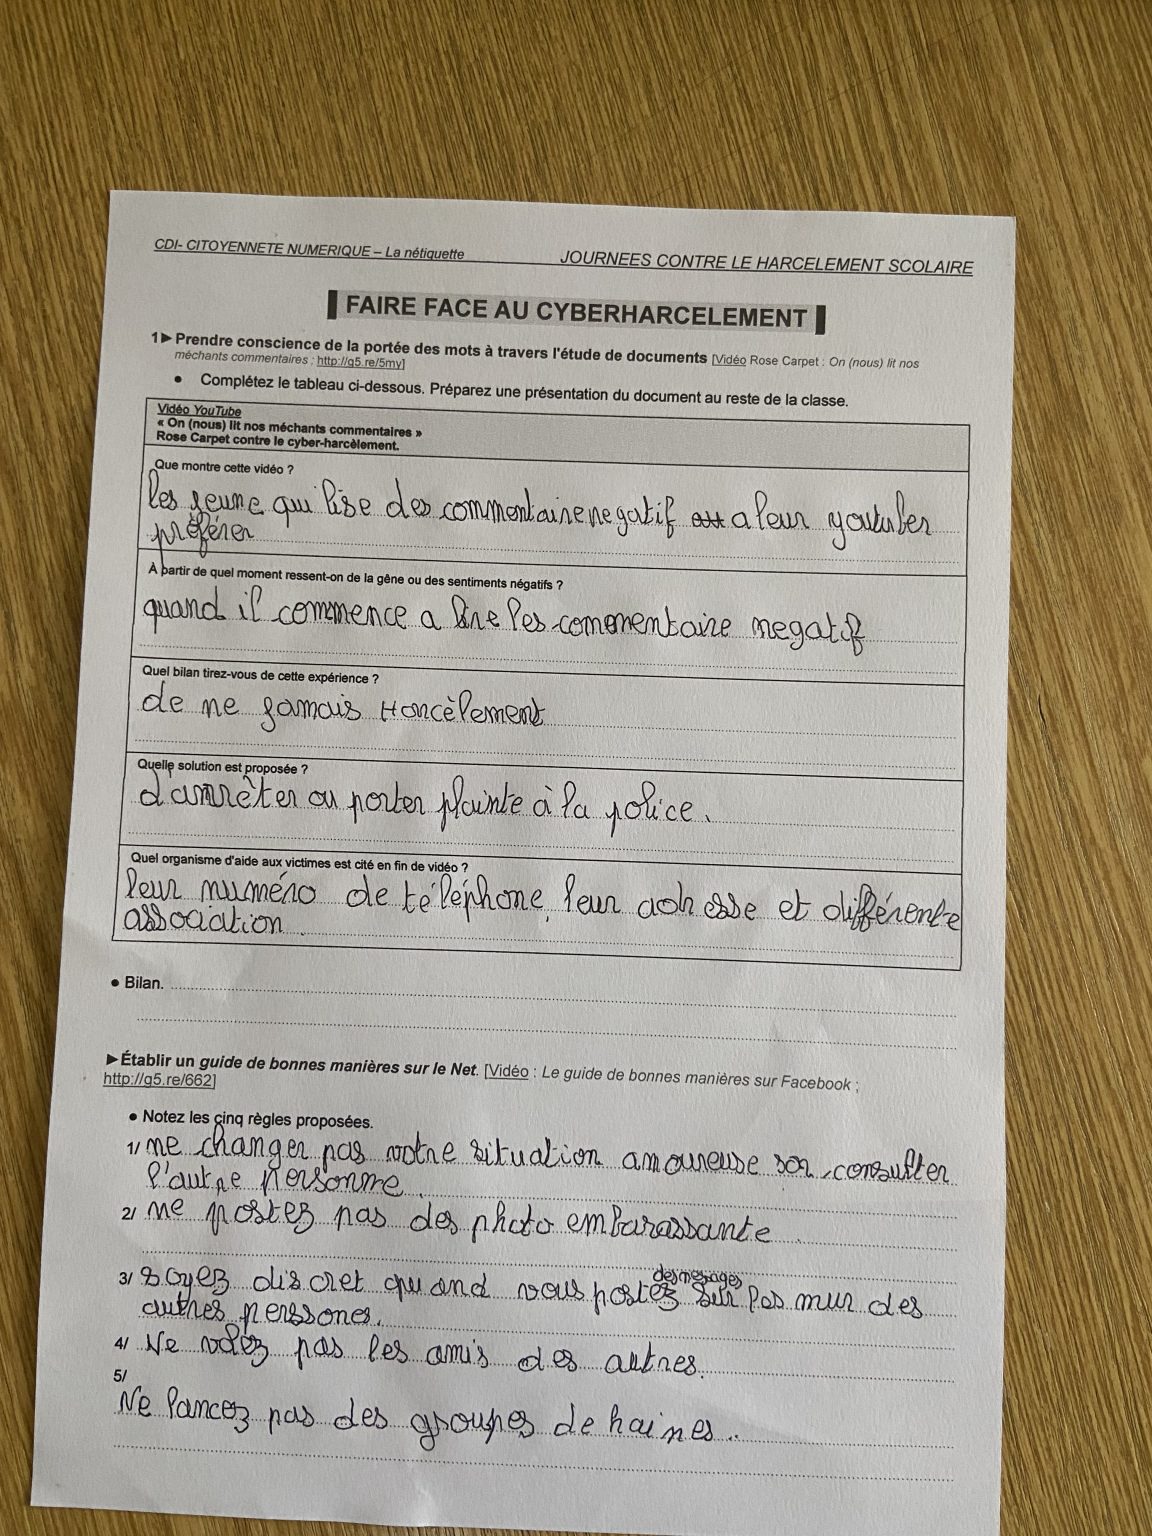 CDI- CITOYENNETE NUMERIQUE – La nétiquette JOURNEES CONTRE LE HARCELEMENT SCOLAIRE
FAIRE FACE AU CYBERHARCELEMENT
1►Prendre conscience de la portée des mots à travers l'étude de documents [Vidéo Rose Carpet : On (nous) lit nos
méchants commentaires ; http://q5.re/5my]
• Complétez le tableau ci-dessous. Préparez une présentation du document au reste de la classe.
Vidéo YouTube
« On (nous) lit nos méchants commentaires »
Rose Carpet contre le cyber-harcèlement.
Que montre cette vidéo ?
les jeune qui lise des commentaire negatif a leur youtuber
préférer
À partir de quel moment ressent-on de la gêne ou des sentiments négatifs ?
quand il commence a lire les commentaire negatif
Quel bilan tirez-vous de cette expérience ?
de ne jamais Harcèlement
Quelle solution est proposée ?
d'arrèter ou porter plainte à la police.
Quel organisme d'aide aux victimes est cité en fin de vidéo ?
leur numéro de téléphone, leur adresse et différente
association.
• Bilan.
►Établir un guide de bonnes manières sur le Net. [Vidéo : Le guide de bonnes manières sur Facebook ;
http://g5.re/662]
• Notez les cinq règles proposées.
1/ ne changer pas votre situation amoureuse san consulter
l'autre personne.
2/ ne postez pas des photo embarassante.
3/ soyez discret quand vous postez des mesages sur les mur des
autres perssones.
4/ Ne volez pas les amis des autres.
5/
Ne lancez pas des groupes de haines..